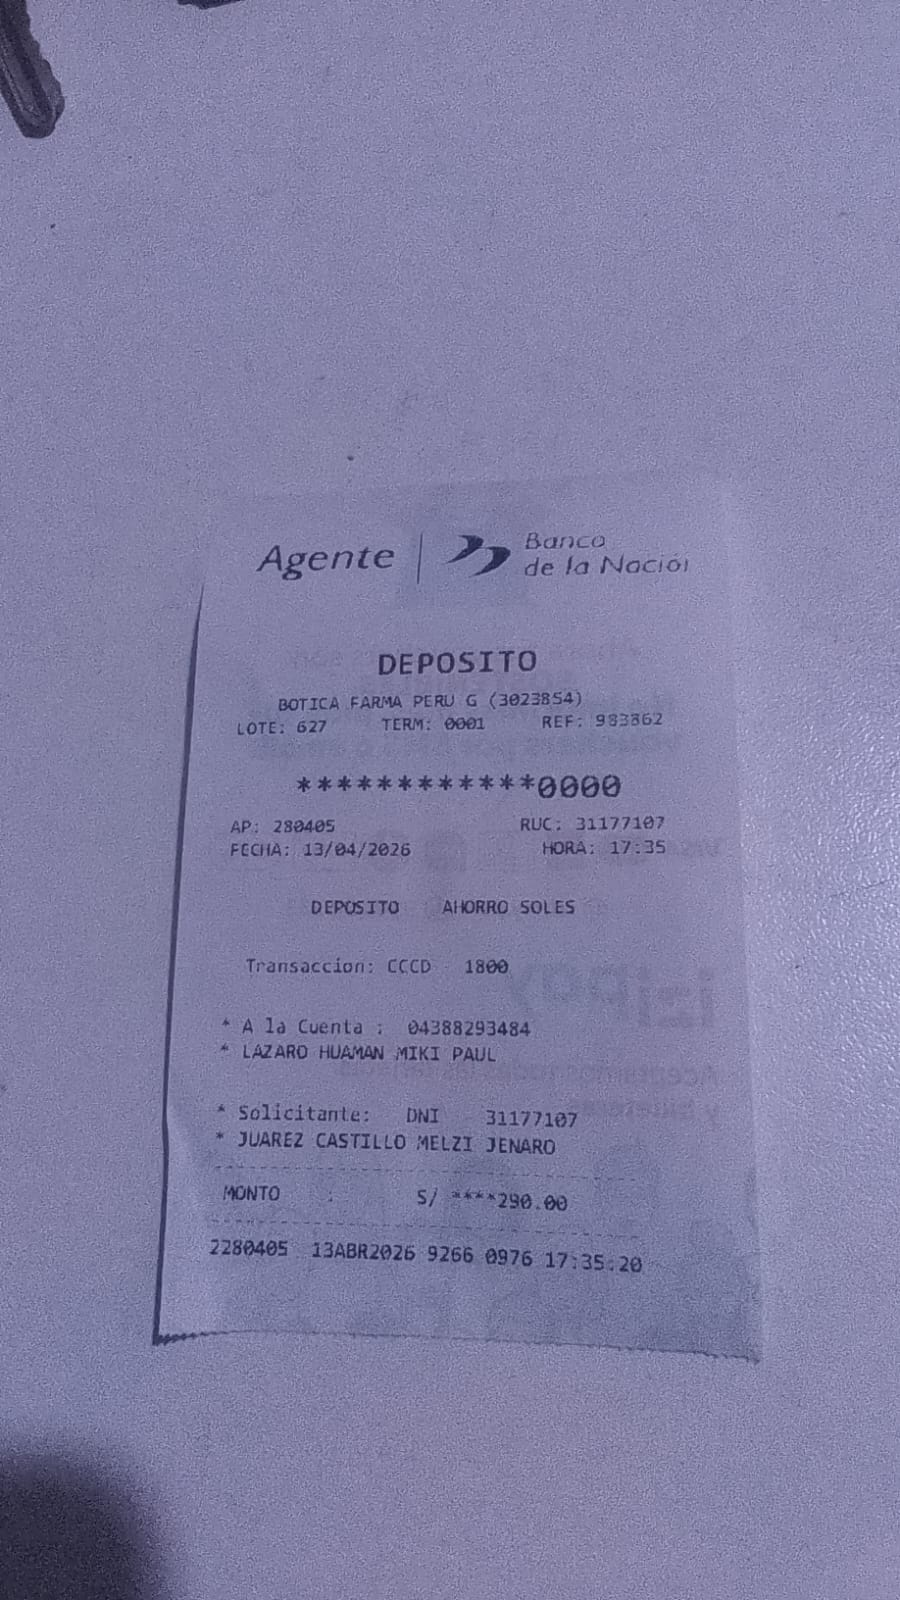 Agente | Banco
de la Nación
DEPOSITO
BOTICA FARMA PERU G (3023854)
LOTE: 627 TERM: 0001 REF: 983862
************0000
AP: 280405 RUC: 31177107
FECHA: 13/04/2026 HORA: 17:35
DEPOSITO AHORRO SOLES
Transaccion: CCCD - 1800
* A la Cuenta : 04388293484
* LAZARO HUAMAN MIKI PAUL
* Solicitante: DNI - 31177107
* JUAREZ CASTILLO MELZI JENARO
MONTO : S/ ****290.00
2280405 13ABR2026 9266 0976 17:35:20